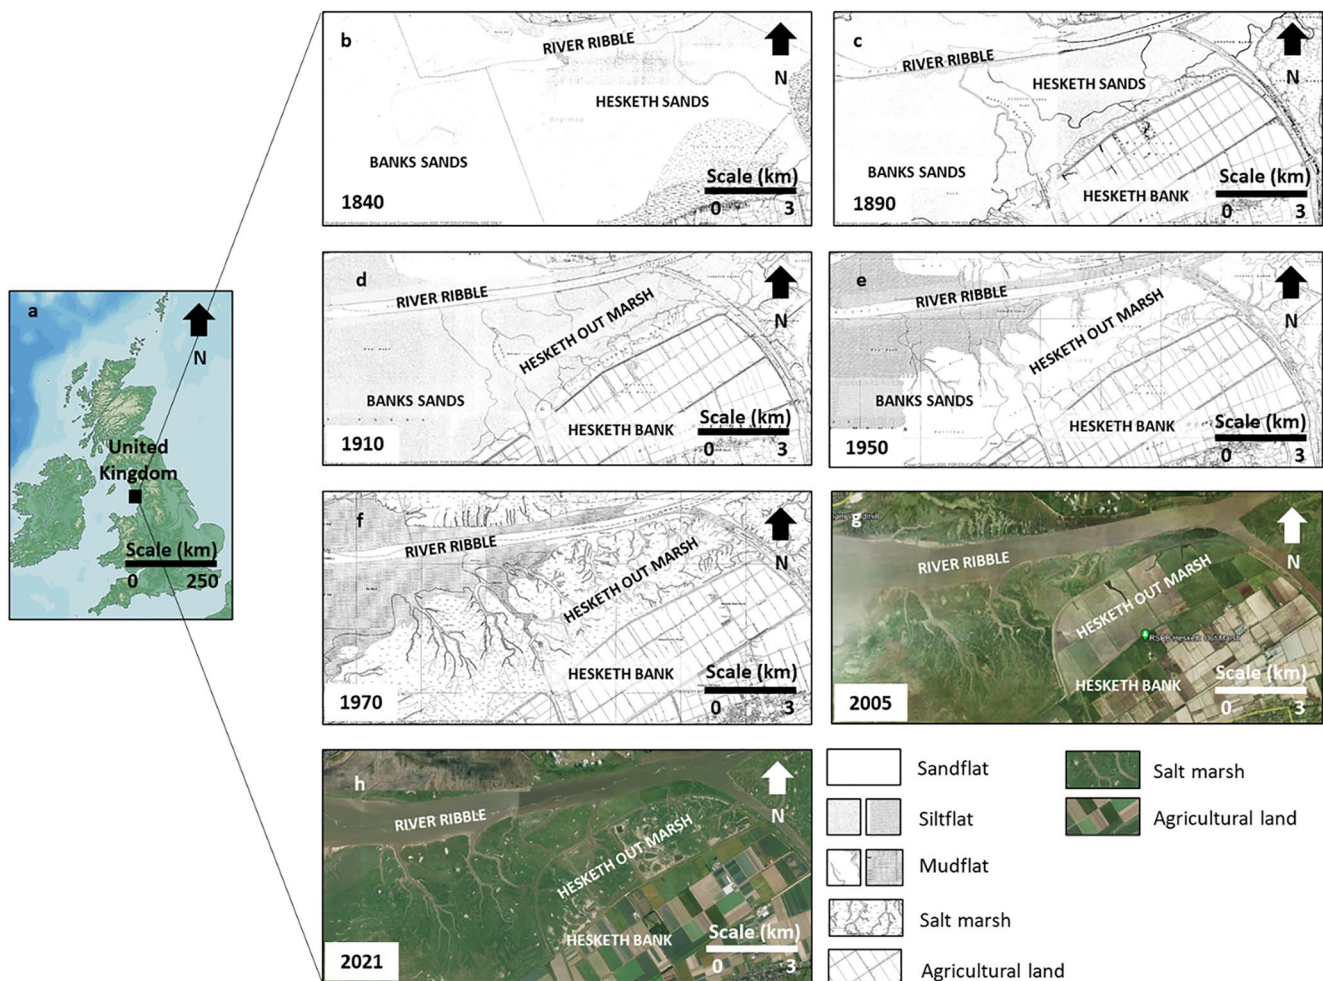 a
N
United
Kingdom
Scale (km)
0 250
b
RIVER RIBBLE
N
HESKETH SANDS
BANKS SANDS
Scale (km)
0 3
1840
c
RIVER RIBBLE
N
HESKETH SANDS
BANKS SANDS
Scale (km)
0 3
HESKETH BANK
1890
d
RIVER RIBBLE
N
HESKETH OUT MARSH
BANKS SANDS
HESKETH BANK
Scale (km)
0 3
1910
e
RIVER RIBBLE
N
HESKETH OUT MARSH
BANKS SANDS
HESKETH BANK
Scale (km)
0 3
1950
f
RIVER RIBBLE
N
HESKETH OUT MARSH
HESKETH BANK
Scale (km)
0 3
1970
g
RIVER RIBBLE
N
HESKETH OUT MARSH
RSPB Hesketh Out Marsh
HESKETH BANK
Scale (km)
0 3
2005
h
RIVER RIBBLE
N
HESKETH OUT MARSH
HESKETH BANK
Scale (km)
0 3
2021
Sandflat
Siltflat
Mudflat
Salt marsh
Agricultural land
Salt marsh
Agricultural land